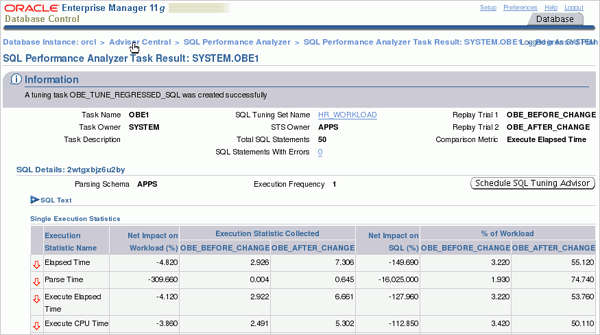 ORACLE Enterprise Manager 11g
Database Control
Setup Preferences Help Logout
Database
Database Instance: orcl > Advisor Central > SQL Performance Analyzer > SQL Performance Analyzer Task Result: SYSTEM.OBE1
SQL Performance Analyzer Task Result: SYSTEM.OBE1
Information
A tuning task OBE_TUNE_REGRESSED_SQL was created successfully
Task Name OBE1 SQL Tuning Set Name HR_WORKLOAD Replay Trial 1 OBE_BEFORE_CHANGE
Task Owner SYSTEM STS Owner APPS Replay Trial 2 OBE_AFTER_CHANGE
Task Description Total SQL Statements 50 Comparison Metric Execute Elapsed Time
SQL Statements With Errors 0
SQL Details: 2wtgxbjz6u2by
Parsing Schema APPS Execution Frequency 1 Schedule SQL Tuning Advisor
SQL Text
Single Execution Statistics
Execution Statistic Name Net Impact on Workload (%) Execution Statistic Collected Net Impact on SQL (%) % of Workload
OBE_BEFORE_CHANGE OBE_AFTER_CHANGE OBE_BEFORE_CHANGE OBE_AFTER_CHANGE
Elapsed Time -4.820 2.926 7.306 -149.690 3.220 55.120
Parse Time -309.660 0.004 0.645 -16,025.000 1.930 74.740
Execute Elapsed Time -4.120 2.922 6.661 -127.960 3.220 53.760
Execute CPU Time -3.860 2.491 5.302 -112.850 3.420 50.110